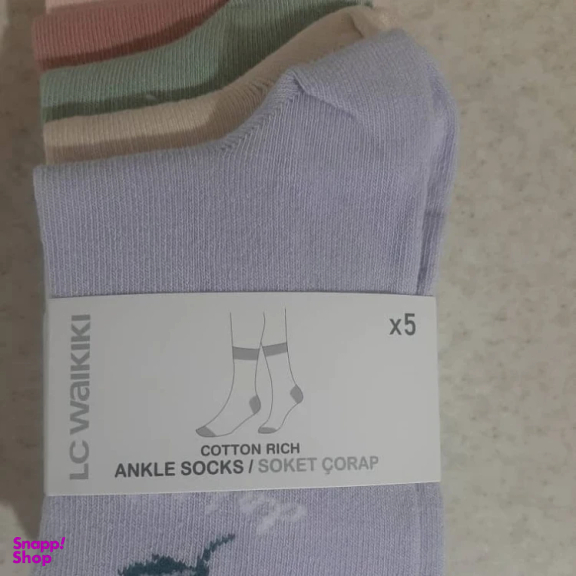 x5
LC WAIKIKI
COTTON RICH
ANKLE SOCKS / SOKET ÇORAP
Snapp!
Shop